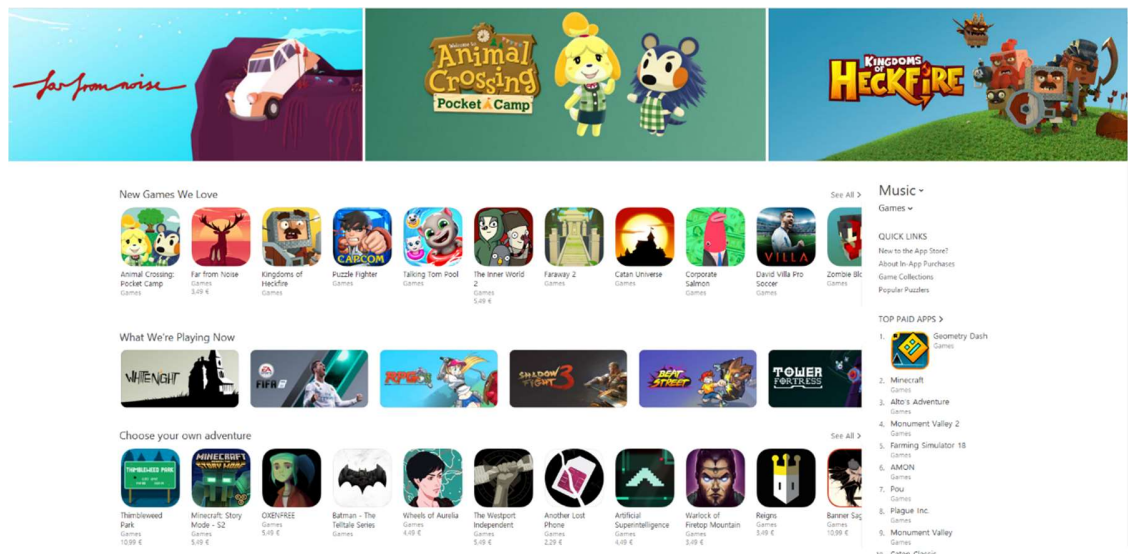 far from noise
Welcome to
Animal
Crossing
Pocket Camp
KINGDOMS
OF
HECKFIRE
New Games We Love
See All >
Animal Crossing:
Pocket Camp
Games
Far from Noise
Games
3,49 €
Kingdoms of
Heckfire
Games
CAPCOM
Puzzle Fighter
Games
Talking Tom Pool
Games
The Inner World
2
Games
5,49 €
Faraway 2
Games
Catan Universe
Games
Corporate
Salmon
Games
VILLA
David Villa Pro
Soccer
Games
Zombie Blo
Games
What We're Playing Now
WHITE NIGHT
EA SPORTS
FIFA
SHADOW
FIGHT 3
BEAT
STREET
TOWER
FORTRESS
Choose your own adventure
See All >
THIMBLEWEED PARK
Thimbleweed
Park
Games
10,99 €
MINECRAFT
STORY MODE
Minecraft: Story
Mode - S2
Games
5,49 €
OXENFREE
Games
5,49 €
Batman - The
Telltale Series
Wheels of Aurelia
Games
4,49 €
The Westport
Independent
Games
5,49 €
Another Lost
Phone
Games
2,29 €
Artificial
Superintelligence
Games
4,49 €
Warlock of
Firetop Mountain
Games
3,49 €
Reigns
Games
3,49 €
Banner Sag
Games
10,99 €
Music
Games
QUICK LINKS
New to the App Store?
About In-App Purchases
Game Collections
Popular Puzzlers
TOP PAID APPS >
1. Geometry Dash
Games
2. Minecraft
Games
3. Alto's Adventure
Games
4. Monument Valley 2
Games
5. Farming Simulator 18
Games
6. AMON
Games
7. Pou
Games
8. Plague Inc.
Games
9. Monument Valley
Games
10. Catan Classic